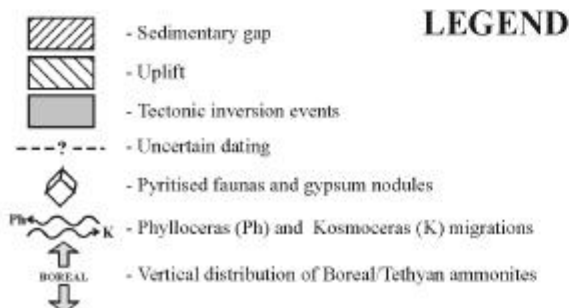 LEGEND
- Sedimentary gap
- Uplift
- Tectonic inversion events
?
- Uncertain dating
- Pyritised faunas and gypsum nodules
Ph K - Phylloceras (Ph) and Kosmoceras (K) migrations
BOREAL - Vertical distribution of Boreal/Tethyan ammonites